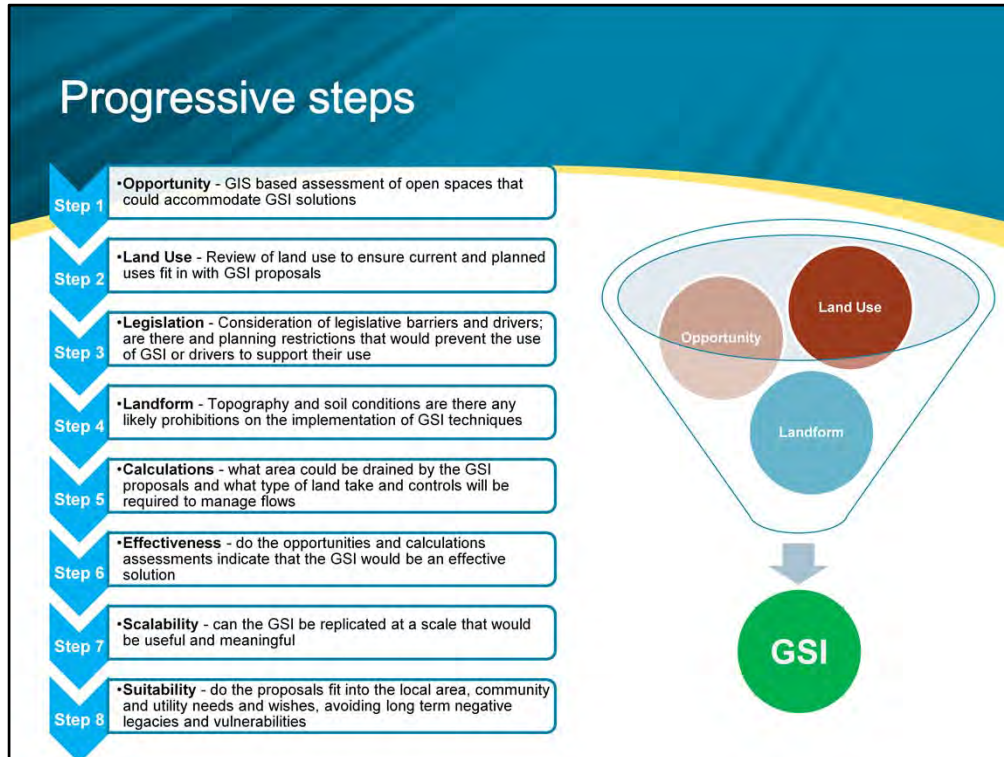 Progressive steps
Step 1
•Opportunity - GIS based assessment of open spaces that
could accommodate GSI solutions
Step 2
•Land Use - Review of land use to ensure current and planned
uses fit in with GSI proposals
Step 3
•Legislation - Consideration of legislative barriers and drivers;
are there and planning restrictions that would prevent the use
of GSI or drivers to support their use
Step 4
•Landform - Topography and soil conditions are there any
likely prohibitions on the implementation of GSI techniques
Step 5
•Calculations - what area could be drained by the GSI
proposals and what type of land take and controls will be
required to manage flows
Step 6
•Effectiveness - do the opportunities and calculations
assessments indicate that the GSI would be an effective
solution
Step 7
•Scalability - can the GSI be replicated at a scale that would
be useful and meaningful
Step 8
•Suitability - do the proposals fit into the local area, community
and utility needs and wishes, avoiding long term negative
legacies and vulnerabilities
Opportunity
Land Use
Landform
GSI